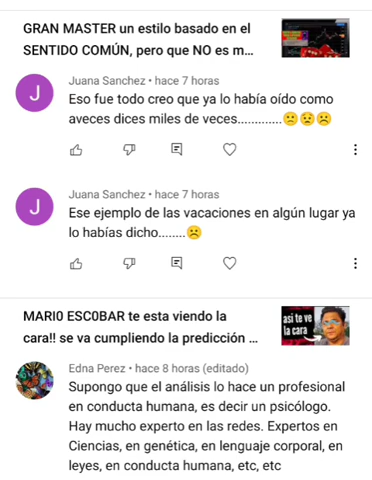 GRAN MASTER un estilo basado en el
SENTIDO COMÚN, pero que NO es m...
J
Juana Sanchez • hace 7 horas
Eso fue todo creo que ya lo había oído como
aveces dices miles de veces.............🙁😟☹️
J
Juana Sanchez • hace 7 horas
Ese ejemplo de las vacaciones en algún lugar ya
lo habías dicho........☹️
MARI0 ESC0BAR te esta viendo la
cara!! se va cumpliendo la predicción ...
asi te ve
la cara
Edna Perez • hace 8 horas (editado)
Supongo que el análisis lo hace un profesional
en conducta humana, es decir un psicólogo.
Hay mucho experto en las redes. Expertos en
Ciencias, en genética, en lenguaje corporal, en
leyes, en conducta humana, etc, etc